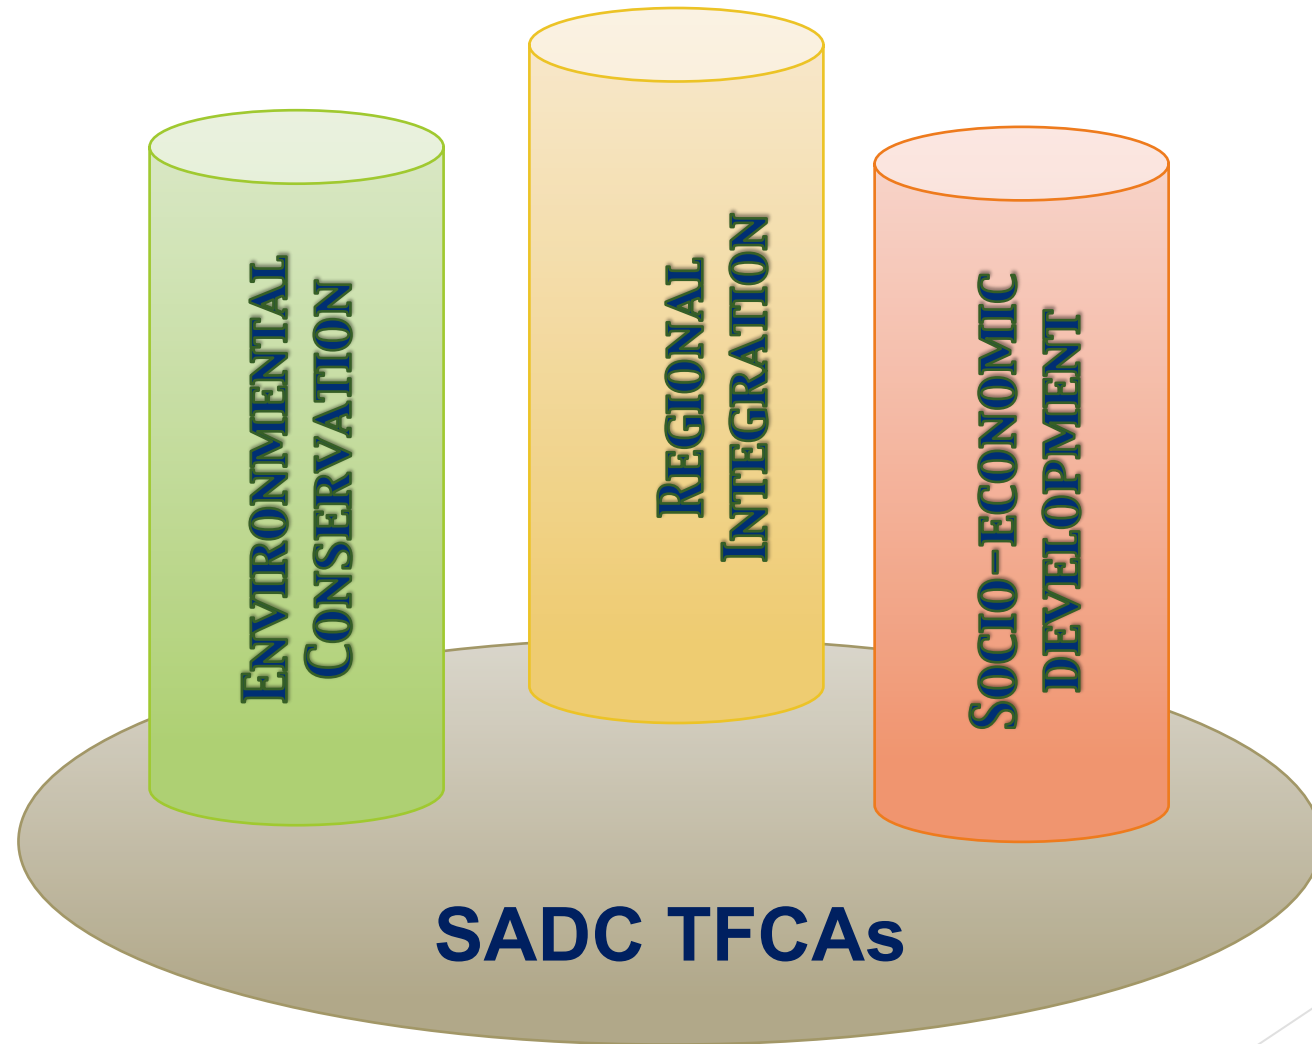 Environmental
Conservation
Regional
Integration
Socio-economic
development
SADC TFCAs